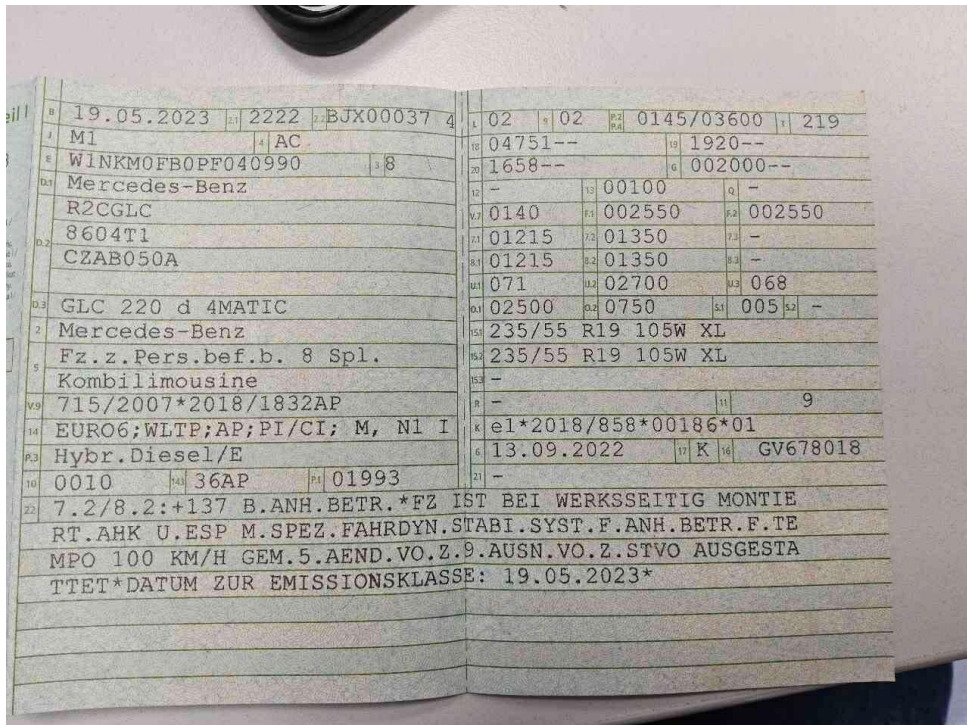 eil I
B 19.05.2023 2.1 2222 2.2 BJX00037 4
J M1 4 AC
E W1NKM0FB0PF040990 3 8
D.1 Mercedes-Benz
R2CGLC
D.2 8604T1
CZAB050A
D.3 GLC 220 d 4MATIC
2 Mercedes-Benz
5 Fz.z.Pers.bef.b. 8 Spl.
Kombilimousine
V.9 715/2007*2018/1832AP
14 EURO6;WLTP;AP;PI/CI; M, N1 I
P.3 Hybr.Diesel/E
10 0010 14.1 36AP P.1 01993
L 02 9 02 P.2 P.4 0145/03600 T 219
18 04751-- 19 1920--
20 1658-- G 002000--
12 - 13 00100 Q -
V.7 0140 F.1 002550 F.2 002550
7.1 01215 7.2 01350 7.3 -
8.1 01215 8.2 01350 8.3 -
U.1 071 U.2 02700 U.3 068
O.1 02500 O.2 0750 S.1 005 S.2 -
15.1 235/55 R19 105W XL
15.2 235/55 R19 105W XL
15.3 -
R - 11 9
K e1*2018/858*00186*01
6 13.09.2022 17 K 16 GV678018
21 -
22 7.2/8.2:+137 B.ANH.BETR.*FZ IST BEI WERKSSEITIG MONTIE
RT.AHK U.ESP M.SPEZ.FAHRDYN.STABI.SYST.F.ANH.BETR.F.TE
MPO 100 KM/H GEM.5.AEND.VO.Z.9.AUSN.VO.Z.STVO AUSGESTA
TTET*DATUM ZUR EMISSIONSKLASSE: 19.05.2023*